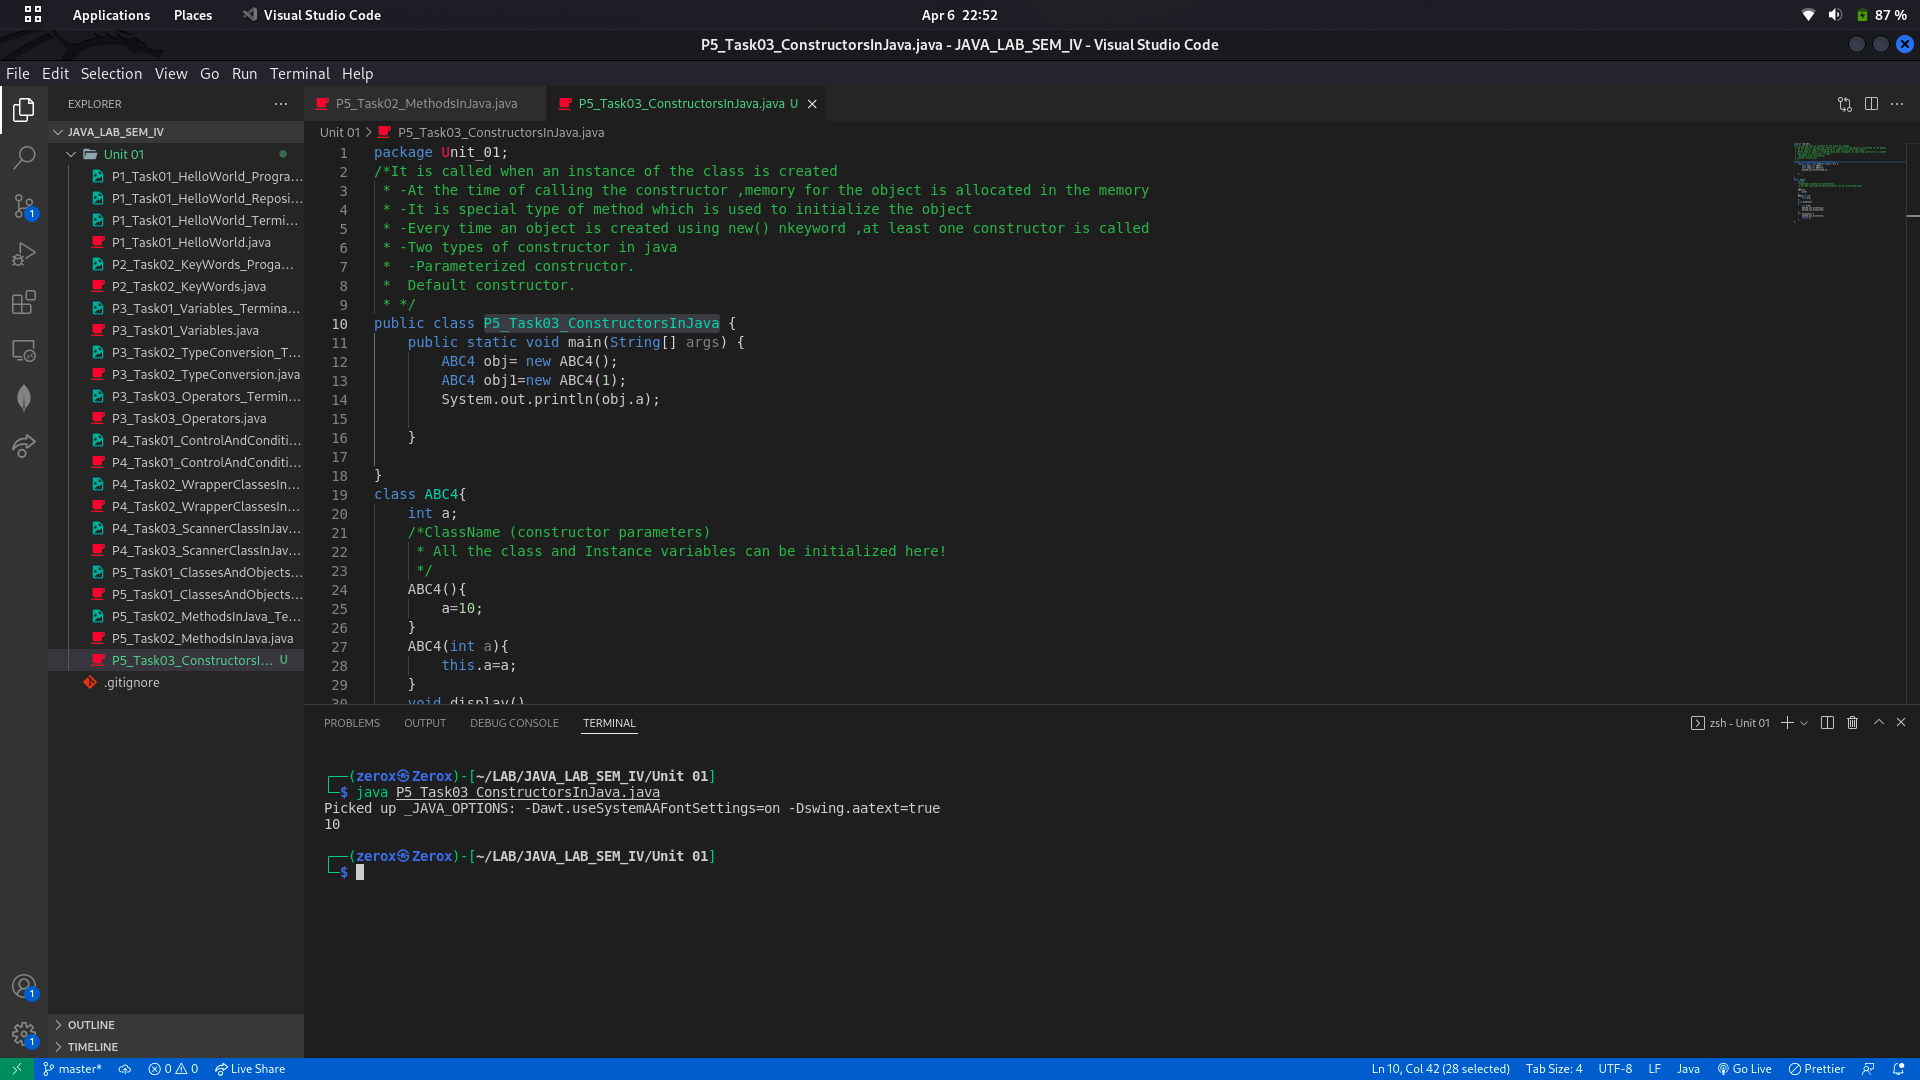 Applications Places Visual Studio Code Apr 6 22:52 87 %
P5_Task03_ConstructorsInJava.java - JAVA_LAB_SEM_IV - Visual Studio Code
File Edit Selection View Go Run Terminal Help
EXPLORER
JAVA_LAB_SEM_IV
Unit 01
P1_Task01_HelloWorld_Progra...
P1_Task01_HelloWorld_Reposi...
P1_Task01_HelloWorld_Termi...
P1_Task01_HelloWorld.java
P2_Task02_KeyWords_Proga...
P2_Task02_KeyWords.java
P3_Task01_Variables_Termina...
P3_Task01_Variables.java
P3_Task02_TypeConversion_T...
P3_Task02_TypeConversion.java
P3_Task03_Operators_Termin...
P3_Task03_Operators.java
P4_Task01_ControlAndConditi...
P4_Task01_ControlAndConditi...
P4_Task02_WrapperClassesIn...
P4_Task02_WrapperClassesIn...
P4_Task03_ScannerClassInJav...
P4_Task03_ScannerClassInJav...
P5_Task01_ClassesAndObjects...
P5_Task01_ClassesAndObjects...
P5_Task02_MethodsInJava_Te...
P5_Task02_MethodsInJava.java
P5_Task03_ConstructorsI... U
.gitignore
OUTLINE
TIMELINE
1
1
1
P5_Task02_MethodsInJava.java P5_Task03_ConstructorsInJava.java U
Unit 01 > P5_Task03_ConstructorsInJava.java
1 package Unit_01;
2 /*It is called when an instance of the class is created
3 * -At the time of calling the constructor ,memory for the object is allocated in the memory
4 * -It is special type of method which is used to initialize the object
5 * -Every time an object is created using new() nkeyword ,at least one constructor is called
6 * -Two types of constructor in java
7 *  -Parameterized constructor.
8 *  Default constructor.
9 * */
10 public class P5_Task03_ConstructorsInJava {
11 public static void main(String[] args) {
12 ABC4 obj= new ABC4();
13 ABC4 obj1=new ABC4(1);
14 System.out.println(obj.a);
15
16 }
17
18 }
19 class ABC4{
20 int a;
21 /*ClassName (constructor parameters)
22 * All the class and Instance variables can be initialized here!
23 */
24 ABC4(){
25 a=10;
26 }
27 ABC4(int a){
28 this.a=a;
29 }
30 void display()
PROBLEMS OUTPUT DEBUG CONSOLE TERMINAL zsh - Unit 01
┌──(zerox㉿Zerox)-[~/LAB/JAVA_LAB_SEM_IV/Unit 01]
└─$ java P5_Task03_ConstructorsInJava.java
Picked up _JAVA_OPTIONS: -Dawt.useSystemAAFontSettings=on -Dswing.aatext=true
10
┌──(zerox㉿Zerox)-[~/LAB/JAVA_LAB_SEM_IV/Unit 01]
└─$
master* 0 0 Live Share Ln 10, Col 42 (28 selected) Tab Size: 4 UTF-8 LF Java Go Live Prettier